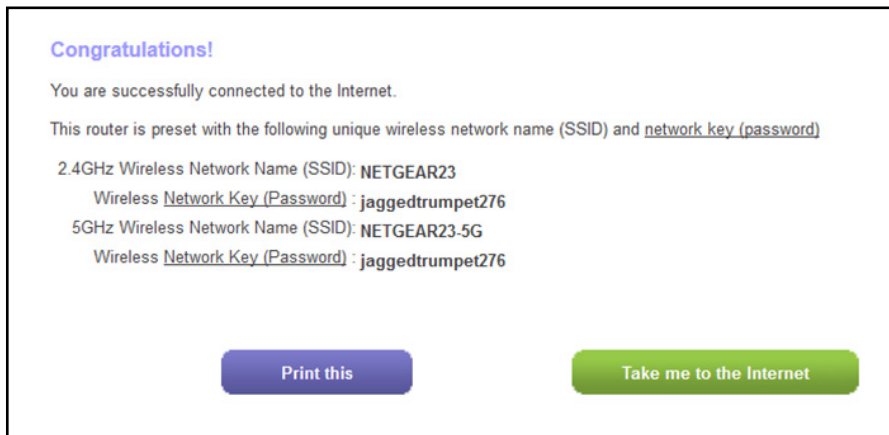 Congratulations!
You are successfully connected to the Internet.
This router is preset with the following unique wireless network name (SSID) and network key (password)
2.4GHz Wireless Network Name (SSID): NETGEAR23
Wireless Network Key (Password) : jaggedtrumpet276
5GHz Wireless Network Name (SSID): NETGEAR23-5G
Wireless Network Key (Password) : jaggedtrumpet276
Print this
Take me to the Internet